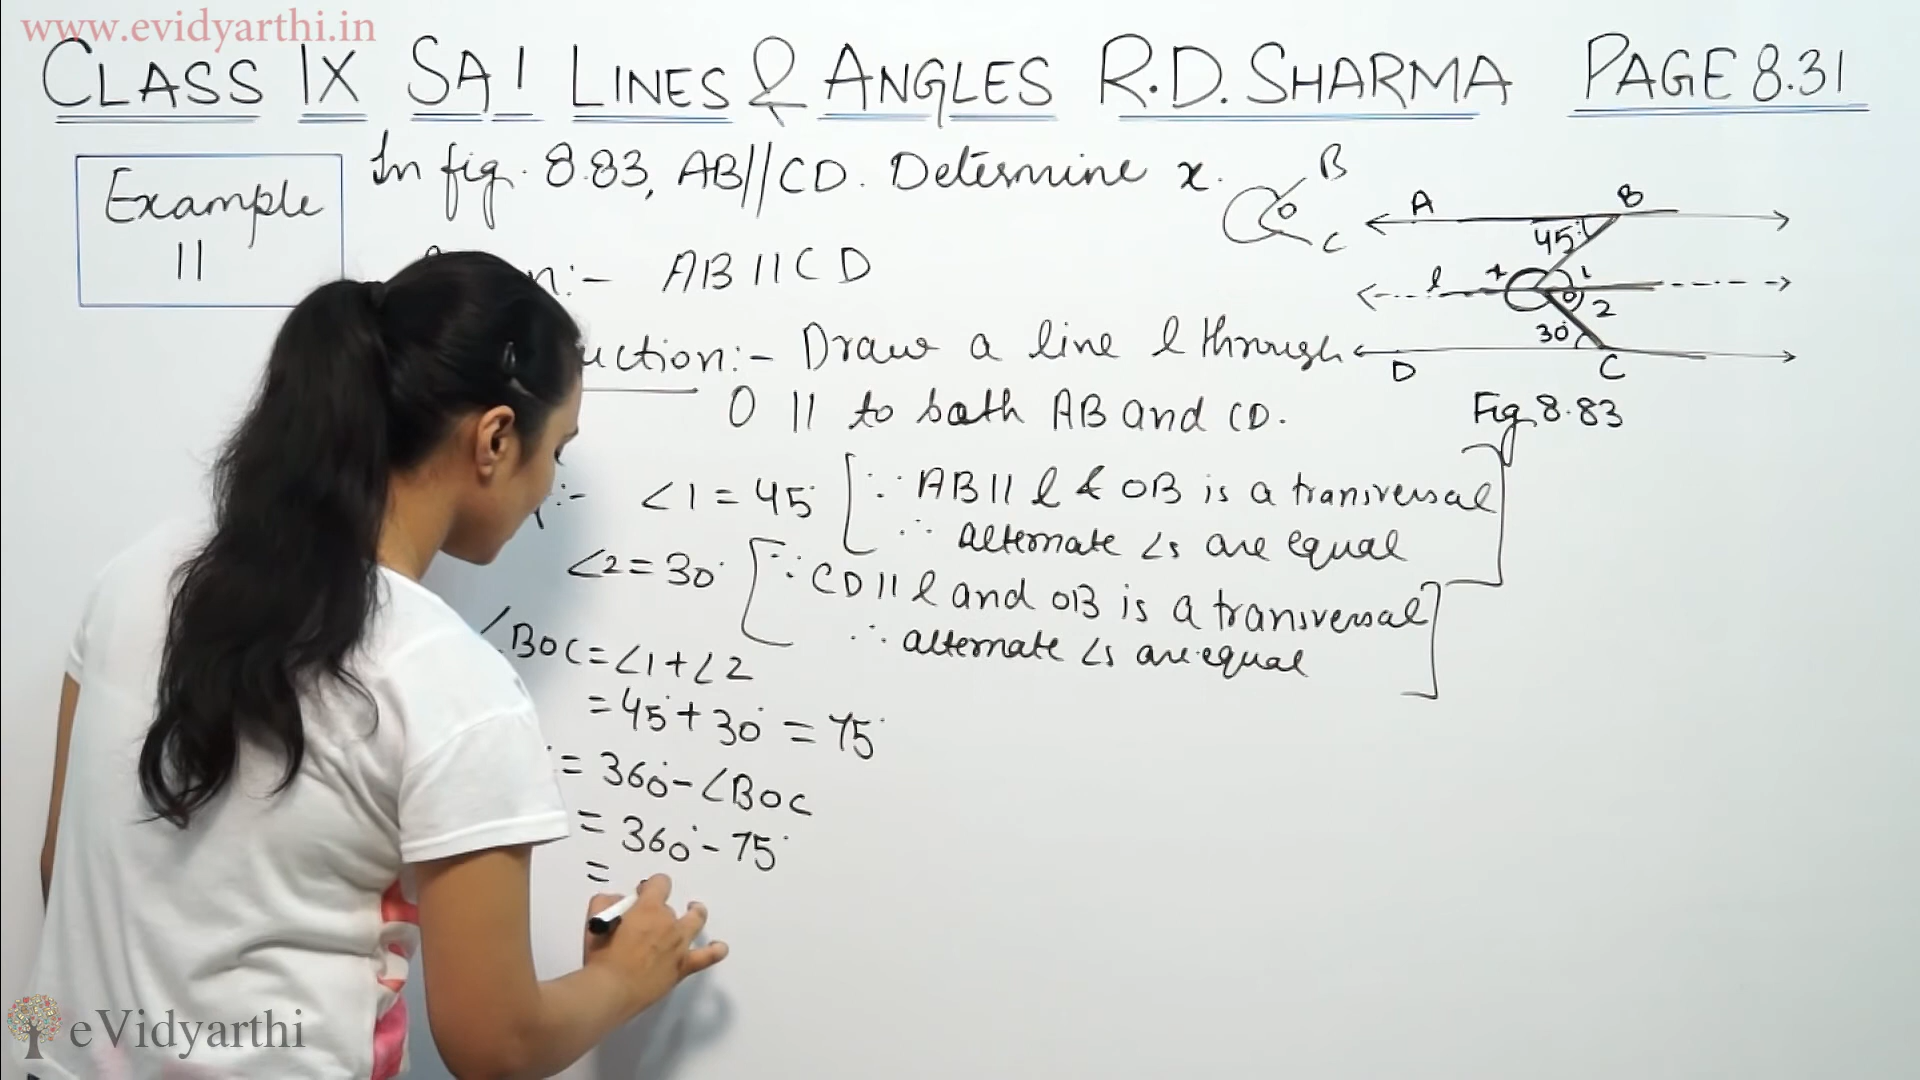 www.evidyarthi.in
CLASS IX SA1 LINES & ANGLES R.D. SHARMA PAGE 8.31
Example
11
In fig. 8.83, AB//CD. Determine x.
B
O
C
A B
45°
l x 1
O 2
30°
D C
Fig 8.83
:- AB || CD
uction:- Draw a line l through
O || to both AB and CD.
:- ∠1 = 45° [∵ AB || l & OB is a transversal
∴ alternate ∠s are equal]
∠2 = 30° [∵ CD || l and OB is a transversal
∴ alternate ∠s are equal]
∠BOC = ∠1 + ∠2
= 45° + 30° = 75°
= 360° - ∠BOC
= 360° - 75°
=
eVidyarthi